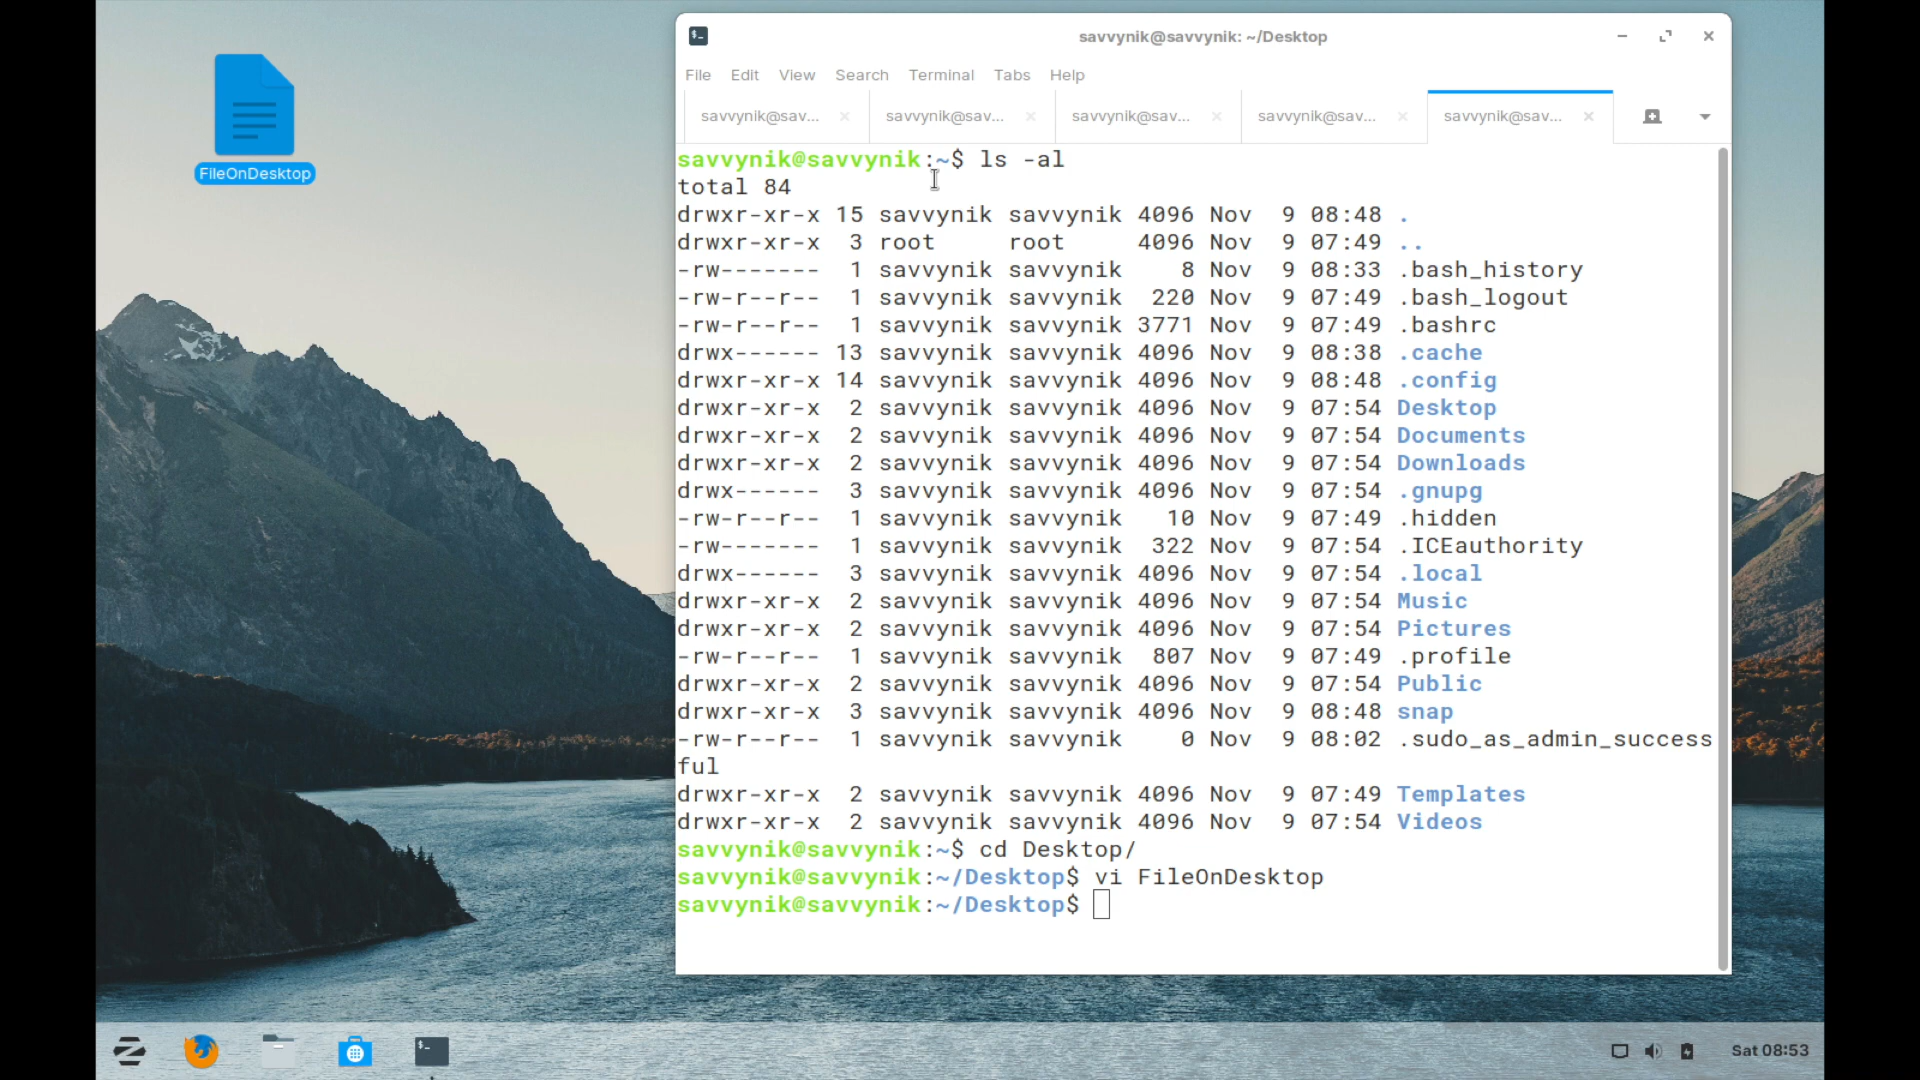 FileOnDesktop
savvynik@savvynik: ~/Desktop
File Edit View Search Terminal Tabs Help
savvynik@sav... savvynik@sav... savvynik@sav... savvynik@sav... savvynik@sav...
savvynik@savvynik:~$ ls -al
total 84
drwxr-xr-x 15 savvynik savvynik 4096 Nov  9 08:48 .
drwxr-xr-x  3 root     root     4096 Nov  9 07:49 ..
-rw-------  1 savvynik savvynik    8 Nov  9 08:33 .bash_history
-rw-r--r--  1 savvynik savvynik  220 Nov  9 07:49 .bash_logout
-rw-r--r--  1 savvynik savvynik 3771 Nov  9 07:49 .bashrc
drwx------ 13 savvynik savvynik 4096 Nov  9 08:38 .cache
drwxr-xr-x 14 savvynik savvynik 4096 Nov  9 08:48 .config
drwxr-xr-x  2 savvynik savvynik 4096 Nov  9 07:54 Desktop
drwxr-xr-x  2 savvynik savvynik 4096 Nov  9 07:54 Documents
drwxr-xr-x  2 savvynik savvynik 4096 Nov  9 07:54 Downloads
drwx------  3 savvynik savvynik 4096 Nov  9 07:54 .gnupg
-rw-r--r--  1 savvynik savvynik   10 Nov  9 07:49 .hidden
-rw-------  1 savvynik savvynik  322 Nov  9 07:54 .ICEauthority
drwx------  3 savvynik savvynik 4096 Nov  9 07:54 .local
drwxr-xr-x  2 savvynik savvynik 4096 Nov  9 07:54 Music
drwxr-xr-x  2 savvynik savvynik 4096 Nov  9 07:54 Pictures
-rw-r--r--  1 savvynik savvynik  807 Nov  9 07:49 .profile
drwxr-xr-x  2 savvynik savvynik 4096 Nov  9 07:54 Public
drwxr-xr-x  3 savvynik savvynik 4096 Nov  9 08:48 snap
-rw-r--r--  1 savvynik savvynik    0 Nov  9 08:02 .sudo_as_admin_success
ful
drwxr-xr-x  2 savvynik savvynik 4096 Nov  9 07:49 Templates
drwxr-xr-x  2 savvynik savvynik 4096 Nov  9 07:54 Videos
savvynik@savvynik:~$ cd Desktop/
savvynik@savvynik:~/Desktop$ vi FileOnDesktop
savvynik@savvynik:~/Desktop$
Sat 08:53